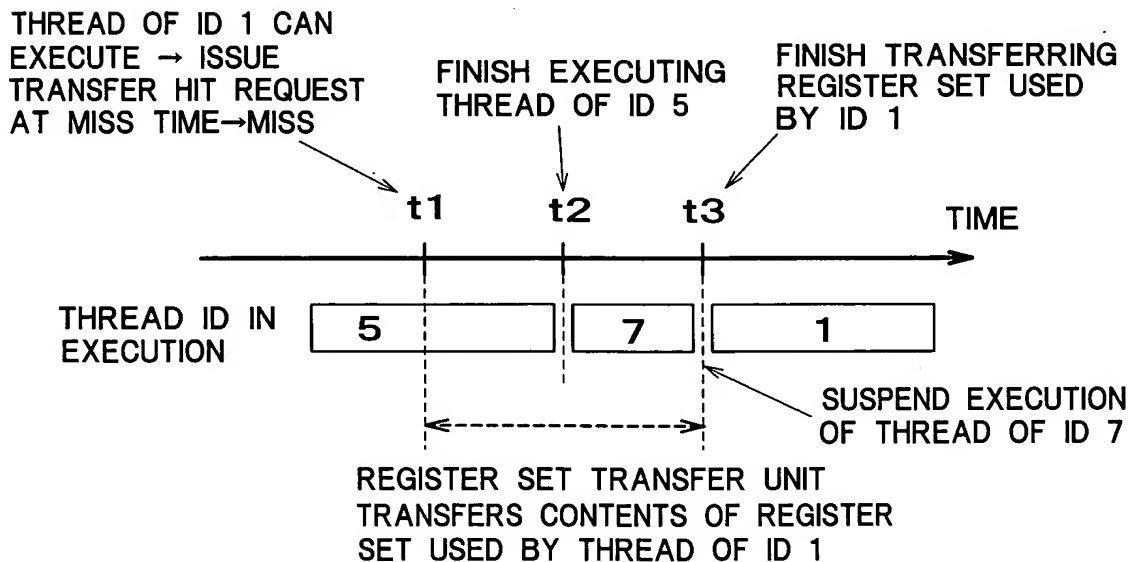 THREAD OF ID 1 CAN
EXECUTE → ISSUE
TRANSFER HIT REQUEST
AT MISS TIME→MISS
FINISH EXECUTING
THREAD OF ID 5
FINISH TRANSFERRING
REGISTER SET USED
BY ID 1
t1
t2
t3
TIME
THREAD ID IN
EXECUTION
5
7
1
SUSPEND EXECUTION
OF THREAD OF ID 7
REGISTER SET TRANSFER UNIT
TRANSFERS CONTENTS OF REGISTER
SET USED BY THREAD OF ID 1